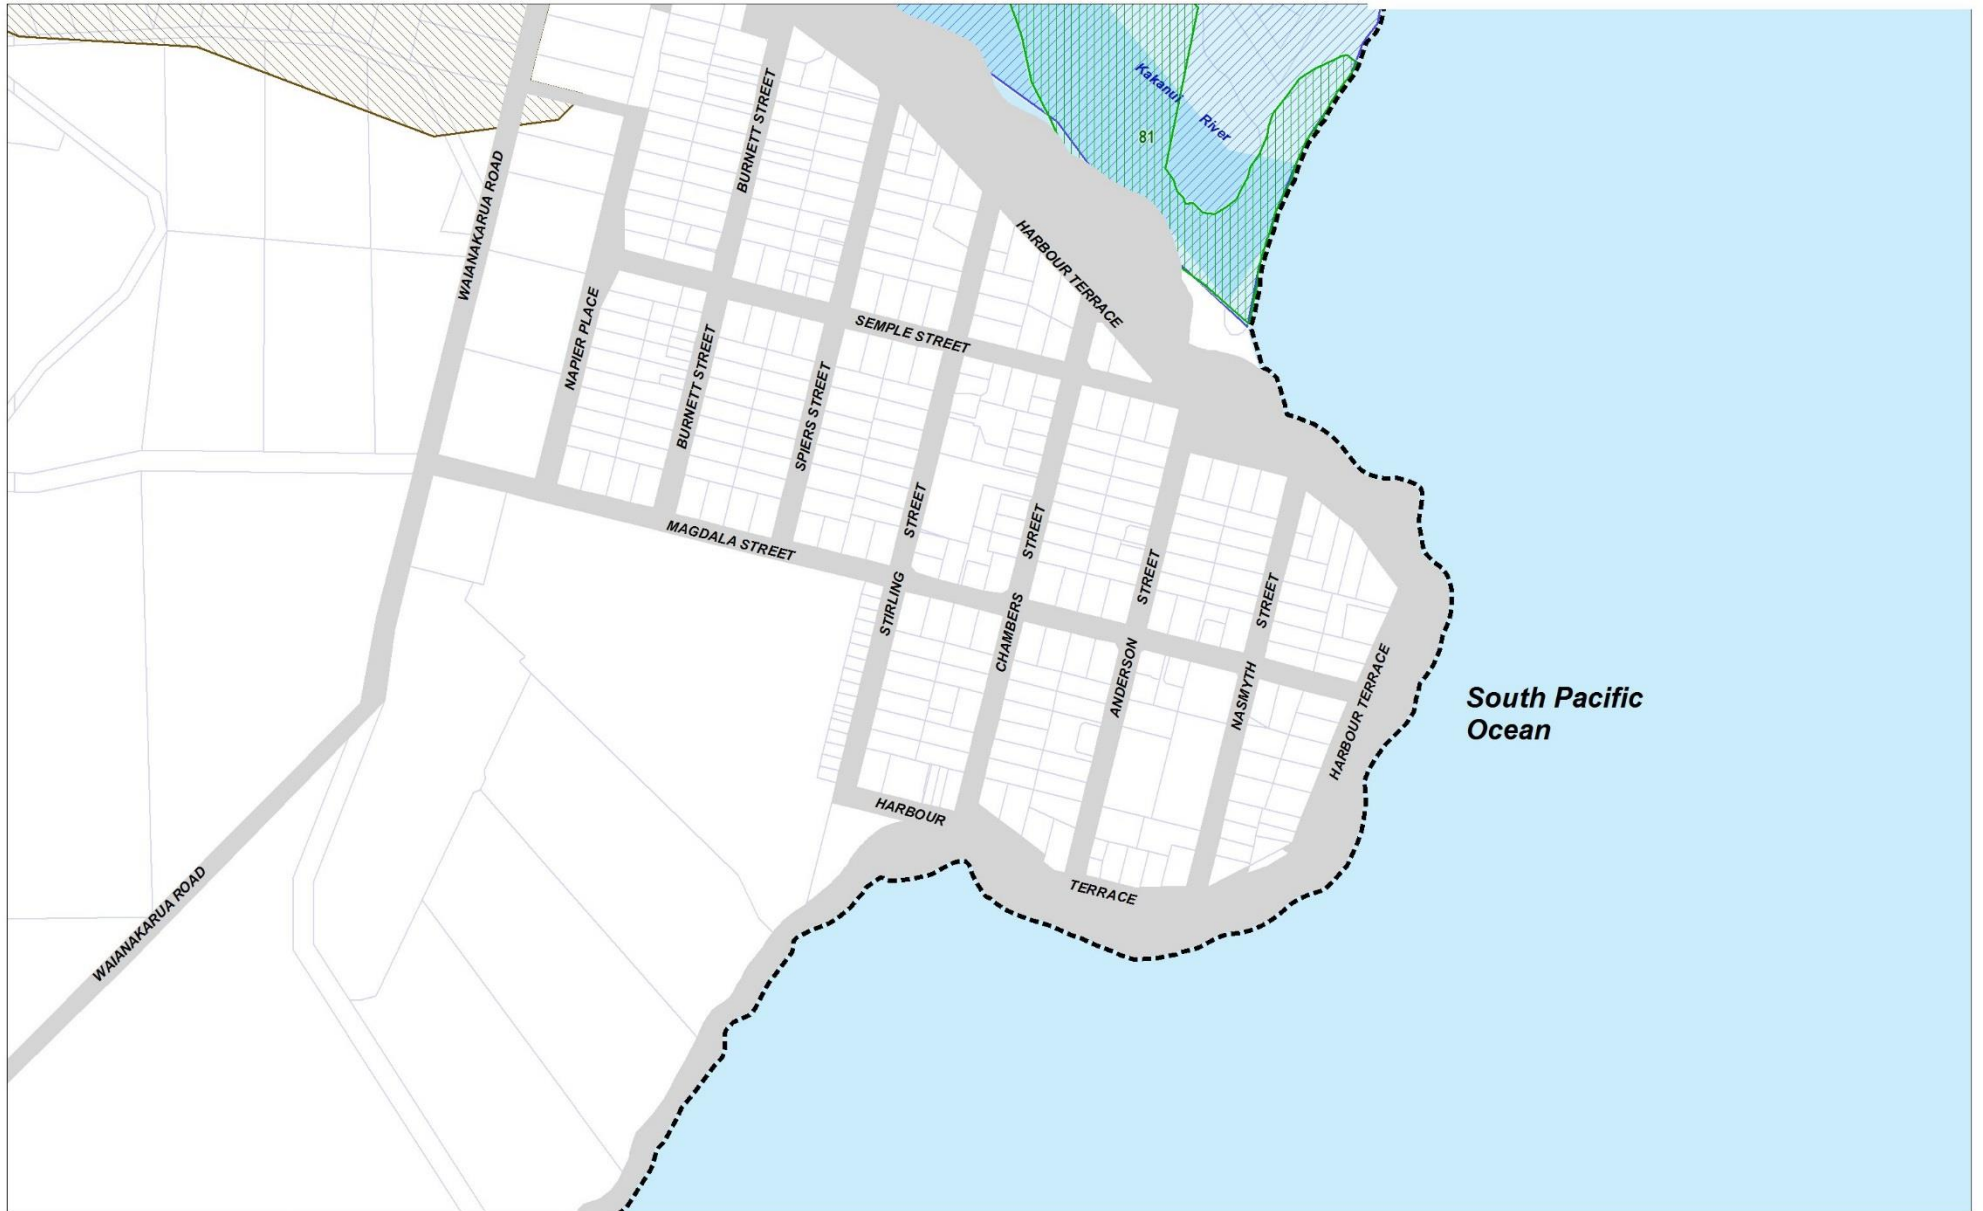 Kakanui
River
81
BURNETT STREET
WAIANAKARUA ROAD
HARBOUR TERRACE
NAPIER PLACE
SEMPLE STREET
BURNETT STREET
SPIERS STREET
STREET
STREET
MAGDALA STREET
STREET
STREET
STIRLING
CHAMBERS
ANDERSON
NASMYTH
HARBOUR TERRACE
South Pacific
Ocean
HARBOUR
TERRACE
WAIANAKARUA ROAD